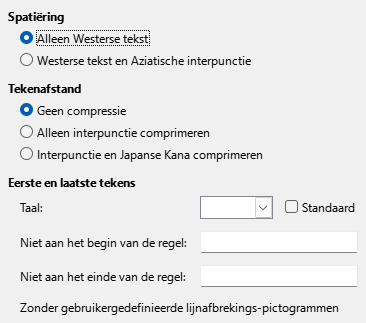 Spatiëring
Alleen Westerse tekst
Westerse tekst en Aziatische interpunctie
Tekenafstand
Geen compressie
Alleen interpunctie comprimeren
Interpunctie en Japanse Kana comprimeren
Eerste en laatste tekens
Taal: Standaard
Niet aan het begin van de regel:
Niet aan het einde van de regel:
Zonder gebruikergedefinieerde lijnafbrekings-pictogrammen